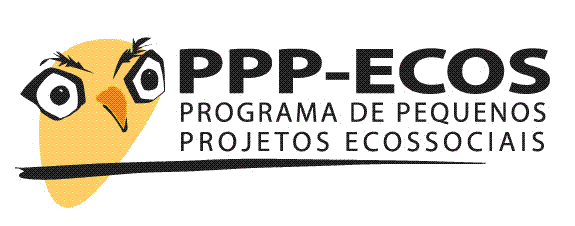 PPP-ECOS
PROGRAMA DE PEQUENOS
PROJETOS ECOSSOCIAIS